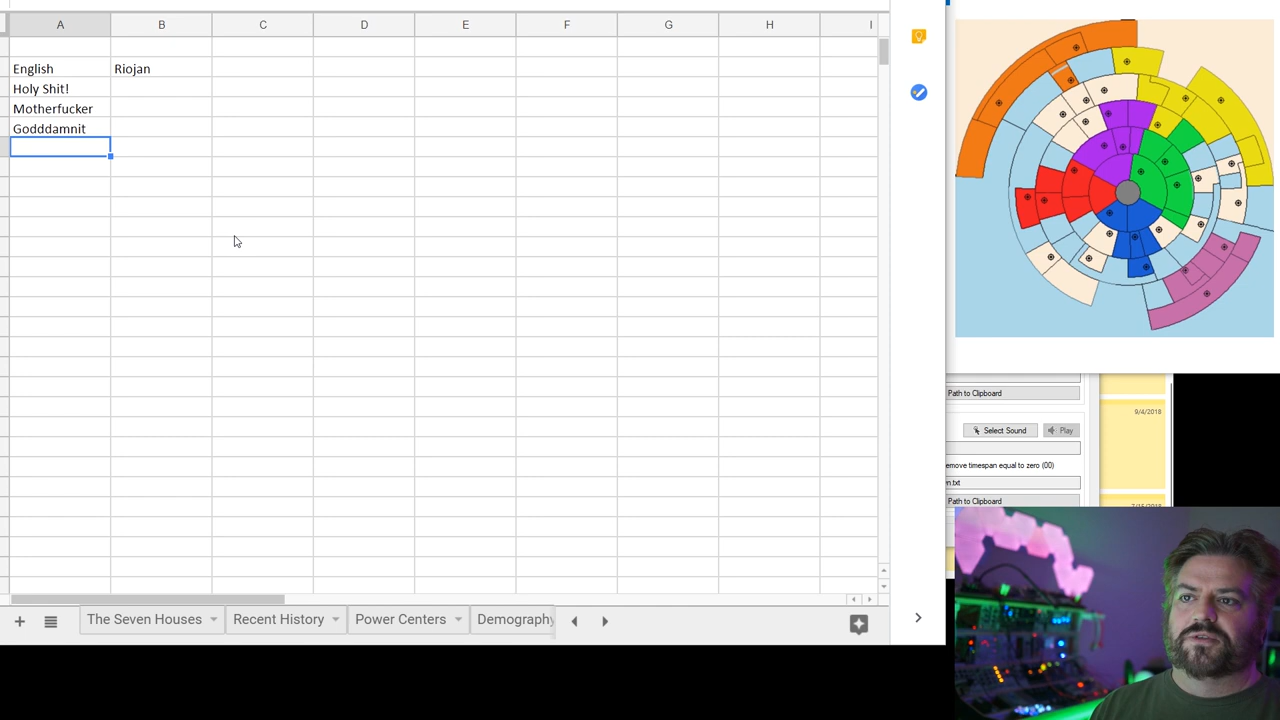 A B C D E F G H I
English Riojan
Holy Shit!
Motherfucker
Godddamnit
The Seven Houses Recent History Power Centers Demography
Path to Clipboard
9/4/2018
Select Sound Play
emove timespan equal to zero (00)
Path to Clipboard